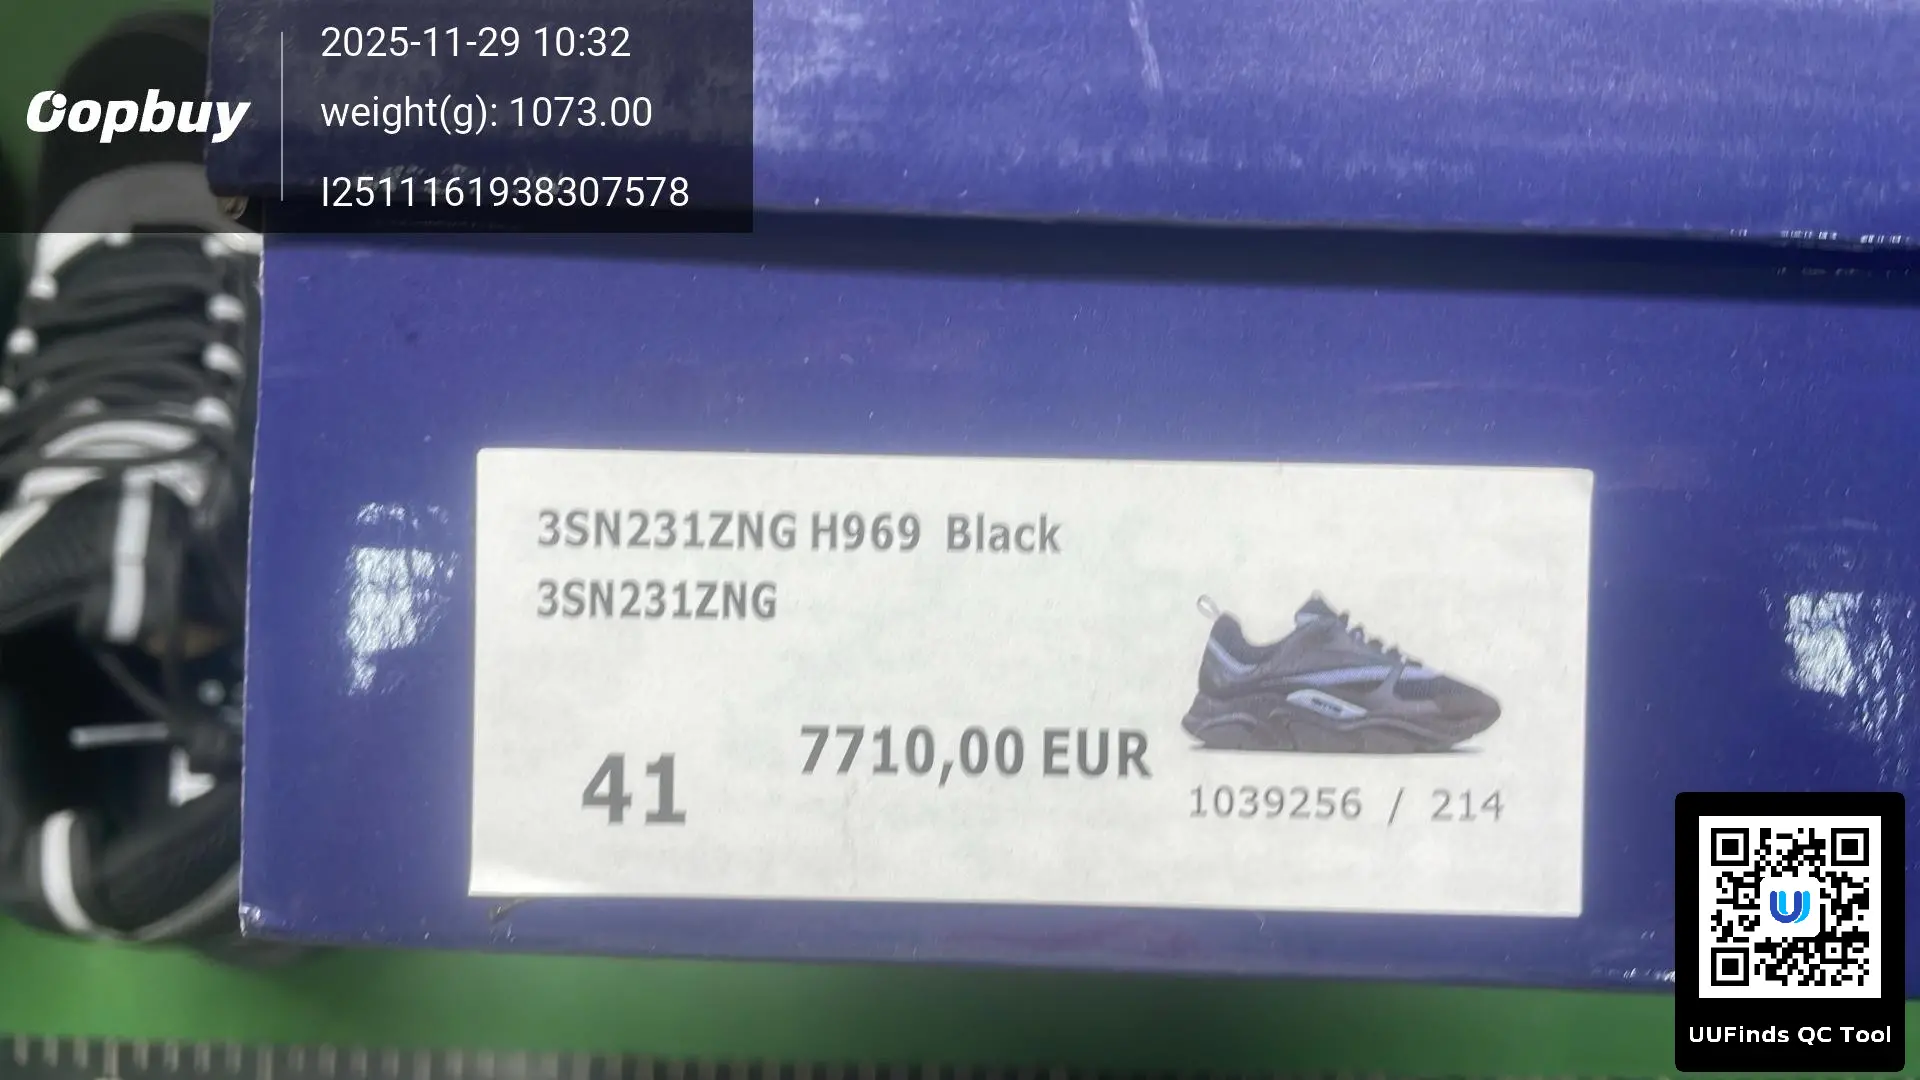 Oopbuy
2025-11-29 10:32
weight(g): 1073.00
I2511161938307578
3SN231ZNG H969 Black
3SN231ZNG
41
7710,00 EUR
1039256 / 214
UUFinds QC Tool